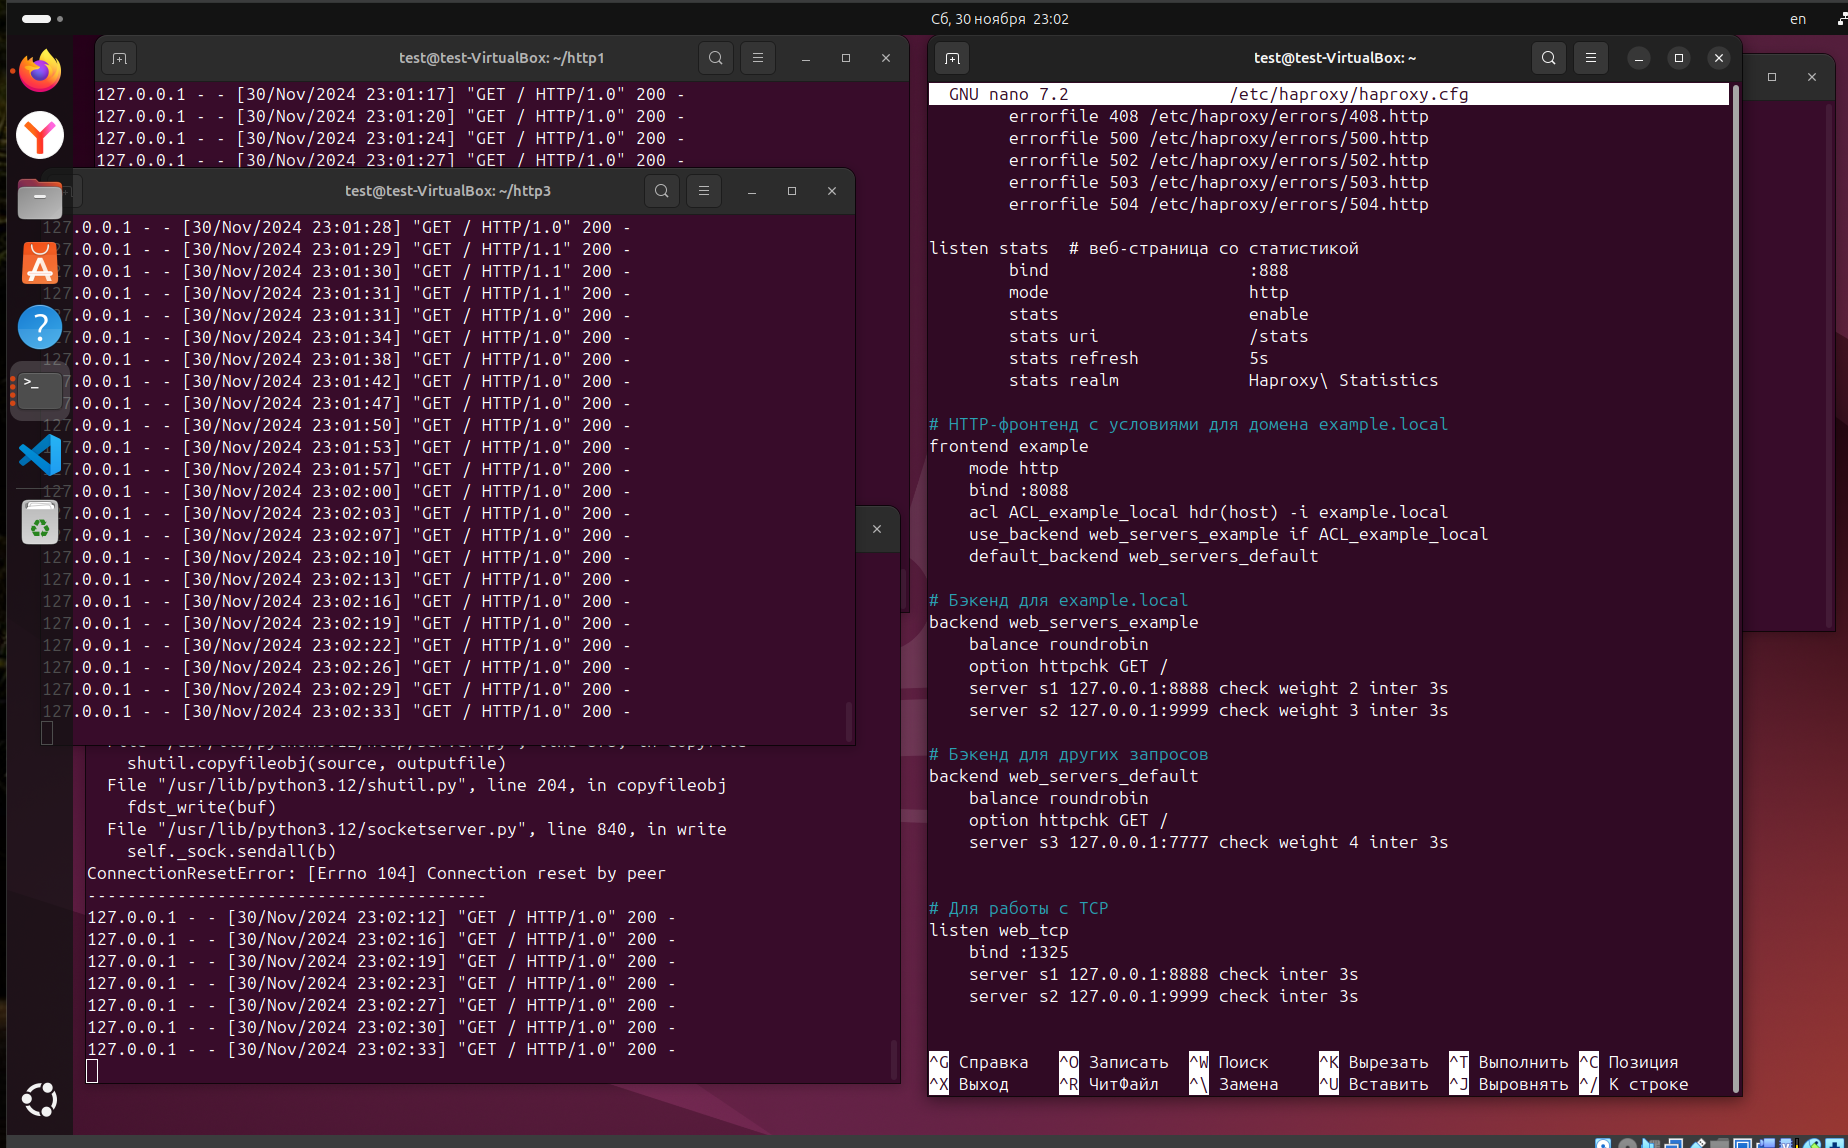 Сб, 30 ноября 23:02
en
test@test-VirtualBox: ~/http1
127.0.0.1 - - [30/Nov/2024 23:01:17] "GET / HTTP/1.0" 200 -
127.0.0.1 - - [30/Nov/2024 23:01:20] "GET / HTTP/1.0" 200 -
127.0.0.1 - - [30/Nov/2024 23:01:24] "GET / HTTP/1.0" 200 -
127.0.0.1 - - [30/Nov/2024 23:01:27] "GET / HTTP/1.0" 200 -
test@test-VirtualBox: ~/http3
127.0.0.1 - - [30/Nov/2024 23:01:28] "GET / HTTP/1.0" 200 -
127.0.0.1 - - [30/Nov/2024 23:01:29] "GET / HTTP/1.1" 200 -
127.0.0.1 - - [30/Nov/2024 23:01:30] "GET / HTTP/1.1" 200 -
127.0.0.1 - - [30/Nov/2024 23:01:31] "GET / HTTP/1.1" 200 -
127.0.0.1 - - [30/Nov/2024 23:01:31] "GET / HTTP/1.0" 200 -
127.0.0.1 - - [30/Nov/2024 23:01:34] "GET / HTTP/1.0" 200 -
127.0.0.1 - - [30/Nov/2024 23:01:38] "GET / HTTP/1.0" 200 -
127.0.0.1 - - [30/Nov/2024 23:01:42] "GET / HTTP/1.0" 200 -
127.0.0.1 - - [30/Nov/2024 23:01:47] "GET / HTTP/1.0" 200 -
127.0.0.1 - - [30/Nov/2024 23:01:50] "GET / HTTP/1.0" 200 -
127.0.0.1 - - [30/Nov/2024 23:01:53] "GET / HTTP/1.0" 200 -
127.0.0.1 - - [30/Nov/2024 23:01:57] "GET / HTTP/1.0" 200 -
127.0.0.1 - - [30/Nov/2024 23:02:00] "GET / HTTP/1.0" 200 -
127.0.0.1 - - [30/Nov/2024 23:02:03] "GET / HTTP/1.0" 200 -
127.0.0.1 - - [30/Nov/2024 23:02:07] "GET / HTTP/1.0" 200 -
127.0.0.1 - - [30/Nov/2024 23:02:10] "GET / HTTP/1.0" 200 -
127.0.0.1 - - [30/Nov/2024 23:02:13] "GET / HTTP/1.0" 200 -
127.0.0.1 - - [30/Nov/2024 23:02:16] "GET / HTTP/1.0" 200 -
127.0.0.1 - - [30/Nov/2024 23:02:19] "GET / HTTP/1.0" 200 -
127.0.0.1 - - [30/Nov/2024 23:02:22] "GET / HTTP/1.0" 200 -
127.0.0.1 - - [30/Nov/2024 23:02:26] "GET / HTTP/1.0" 200 -
127.0.0.1 - - [30/Nov/2024 23:02:29] "GET / HTTP/1.0" 200 -
127.0.0.1 - - [30/Nov/2024 23:02:33] "GET / HTTP/1.0" 200 -
shutil.copyfileobj(source, outputfile)
File "/usr/lib/python3.12/shutil.py", line 204, in copyfileobj
fdst_write(buf)
File "/usr/lib/python3.12/socketserver.py", line 840, in write
self._sock.sendall(b)
ConnectionResetError: [Errno 104] Connection reset by peer
----------------------------------------
127.0.0.1 - - [30/Nov/2024 23:02:12] "GET / HTTP/1.0" 200 -
127.0.0.1 - - [30/Nov/2024 23:02:16] "GET / HTTP/1.0" 200 -
127.0.0.1 - - [30/Nov/2024 23:02:19] "GET / HTTP/1.0" 200 -
127.0.0.1 - - [30/Nov/2024 23:02:23] "GET / HTTP/1.0" 200 -
127.0.0.1 - - [30/Nov/2024 23:02:27] "GET / HTTP/1.0" 200 -
127.0.0.1 - - [30/Nov/2024 23:02:30] "GET / HTTP/1.0" 200 -
127.0.0.1 - - [30/Nov/2024 23:02:33] "GET / HTTP/1.0" 200 -
test@test-VirtualBox: ~
GNU nano 7.2 /etc/haproxy/haproxy.cfg
errorfile 408 /etc/haproxy/errors/408.http
errorfile 500 /etc/haproxy/errors/500.http
errorfile 502 /etc/haproxy/errors/502.http
errorfile 503 /etc/haproxy/errors/503.http
errorfile 504 /etc/haproxy/errors/504.http
listen stats # веб-страница со статистикой
bind :888
mode http
stats enable
stats uri /stats
stats refresh 5s
stats realm Haproxy\ Statistics
# HTTP-фронтенд с условиями для домена example.local
frontend example
mode http
bind :8088
acl ACL_example_local hdr(host) -i example.local
use_backend web_servers_example if ACL_example_local
default_backend web_servers_default
# Бэкенд для example.local
backend web_servers_example
balance roundrobin
option httpchk GET /
server s1 127.0.0.1:8888 check weight 2 inter 3s
server s2 127.0.0.1:9999 check weight 3 inter 3s
# Бэкенд для других запросов
backend web_servers_default
balance roundrobin
option httpchk GET /
server s3 127.0.0.1:7777 check weight 4 inter 3s
# Для работы с TCP
listen web_tcp
bind :1325
server s1 127.0.0.1:8888 check inter 3s
server s2 127.0.0.1:9999 check inter 3s
^G Справка ^O Записать ^W Поиск ^K Вырезать ^T Выполнить ^C Позиция
^X Выход ^R ЧитФайл ^\ Замена ^U Вставить ^J Выровнять ^/ К строке